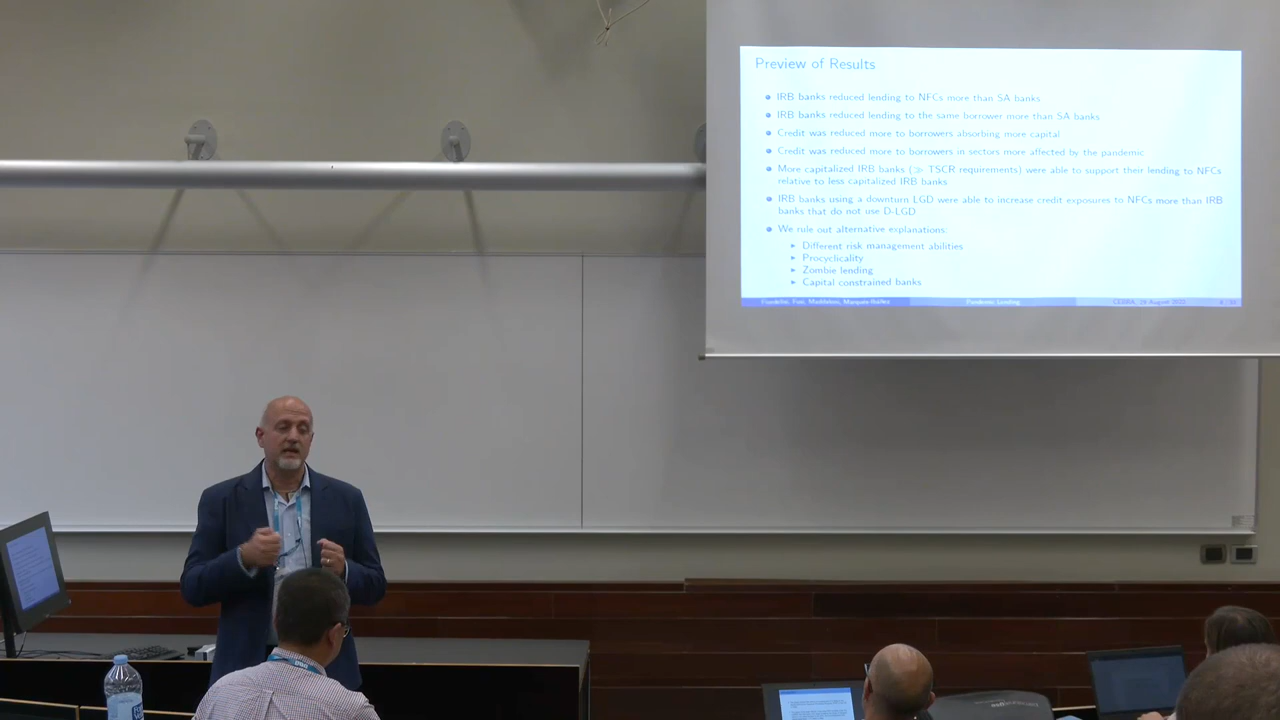 Preview of Results
IRB banks reduced lending to NFCs more than SA banks
IRB banks reduced lending to the same borrower more than SA banks
Credit was reduced more to borrowers absorbing more capital
Credit was reduced more to borrowers in sectors more affected by the pandemic
More capitalized IRB banks (≫ TSCR requirements) were able to support their lending to NFCs
relative to less capitalized IRB banks
IRB banks using a downturn LGD were able to increase credit exposures to NFCs more than IRB
banks that do not use D-LGD
We rule out alternative explanations:
Different risk management abilities
Procyclicality
Zombie lending
Capital constrained banks
Pandemic Lending